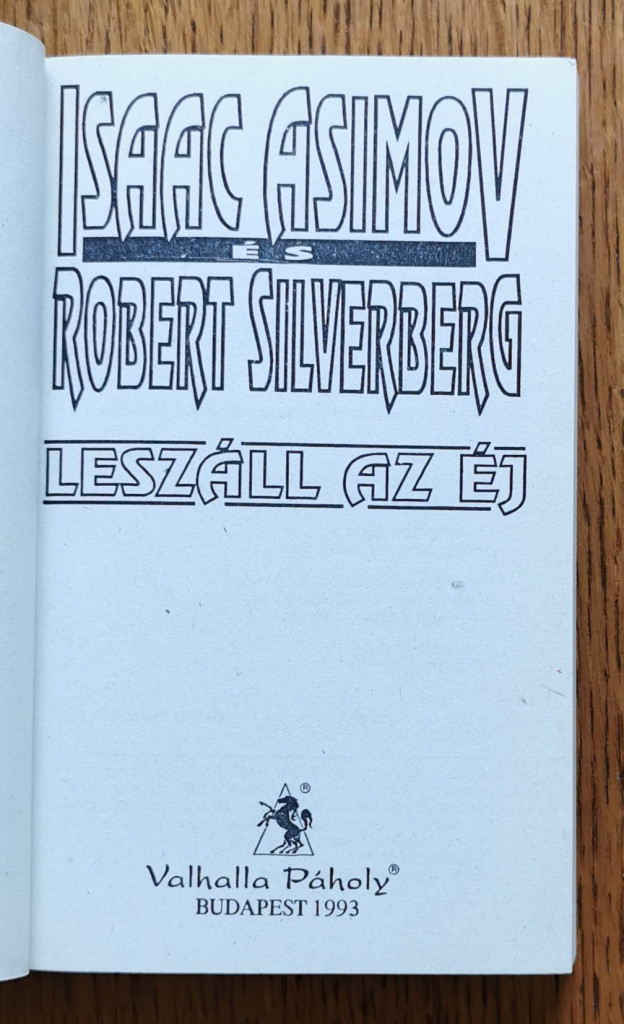 ISAAC ASIMOV
ÉS
ROBERT SILVERBERG
LESZÁLL AZ ÉJ
®
Valhalla Páholy®
BUDAPEST 1993